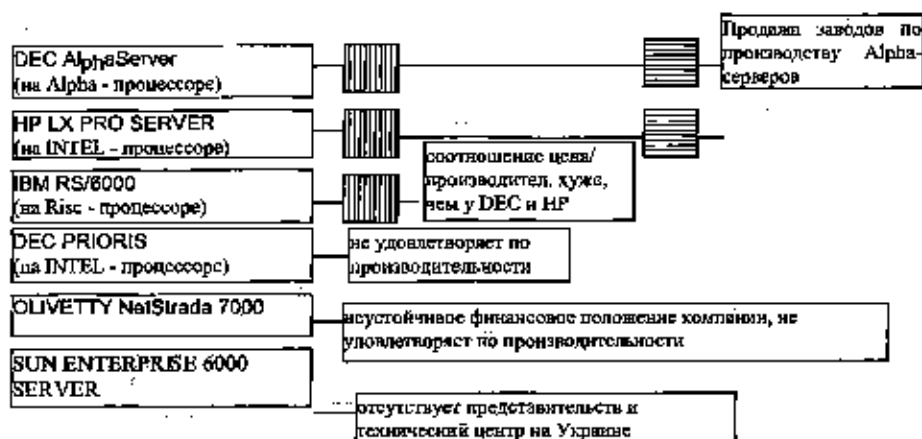 Продажи заводов по
производству Alpha-
серверов
DEC AlphaServer
(на Alpha - процессоре)
HP LX PRO SERVER
(на INTEL - процессоре)
соотношение цена/
производител. хуже,
чем у DEC и HP
IBM RS/6000
(на Risc - процессоре)
DEC PRIORIS
(на INTEL - процессоре)
не удовлетворяет по
производительности
OLIVETTY NetStrada 7000
неустойчивое финансовое положение компании, не
удовлетворяет по производительности
SUN ENTERPRISE 6000
SERVER
отсутствует представительств и
технический центр на Украине